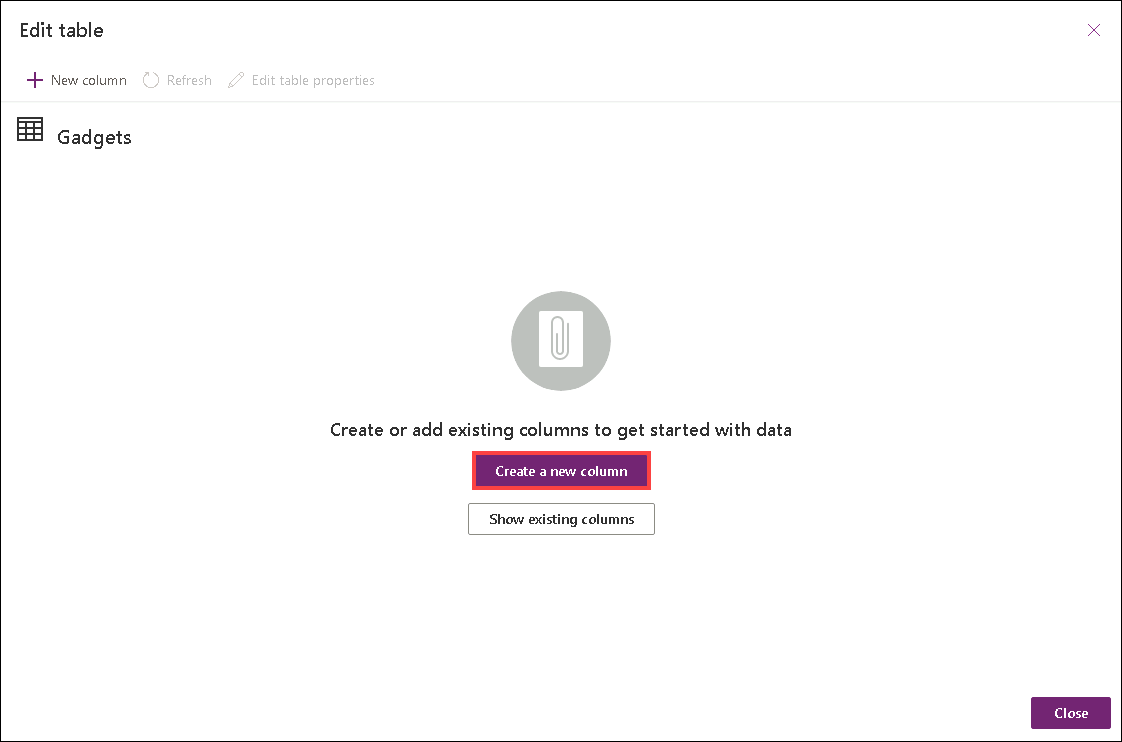 Edit table
New column Refresh Edit table properties
Gadgets
Create or add existing columns to get started with data
Create a new column
Show existing columns
Close